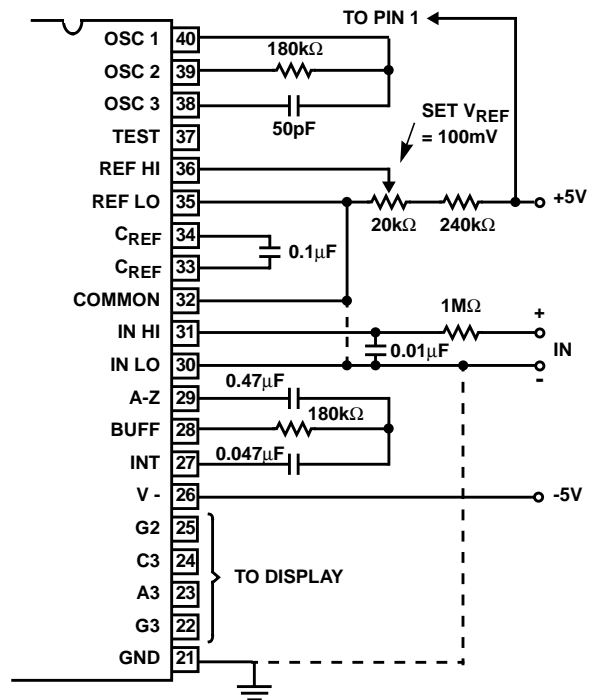 TO PIN 1
OSC 1 40
180kΩ
OSC 2 39
OSC 3 38
50pF
TEST 37
SET VREF
= 100mV
REF HI 36
REF LO 35
+5V
20kΩ 240kΩ
CREF 34
0.1µF
CREF 33
COMMON 32
1MΩ
+
IN HI 31
0.01µF
IN
IN LO 30
-
0.47µF
A-Z 29
180kΩ
BUFF 28
0.047µF
INT 27
V - 26
-5V
G2 25
C3 24
TO DISPLAY
A3 23
G3 22
GND 21